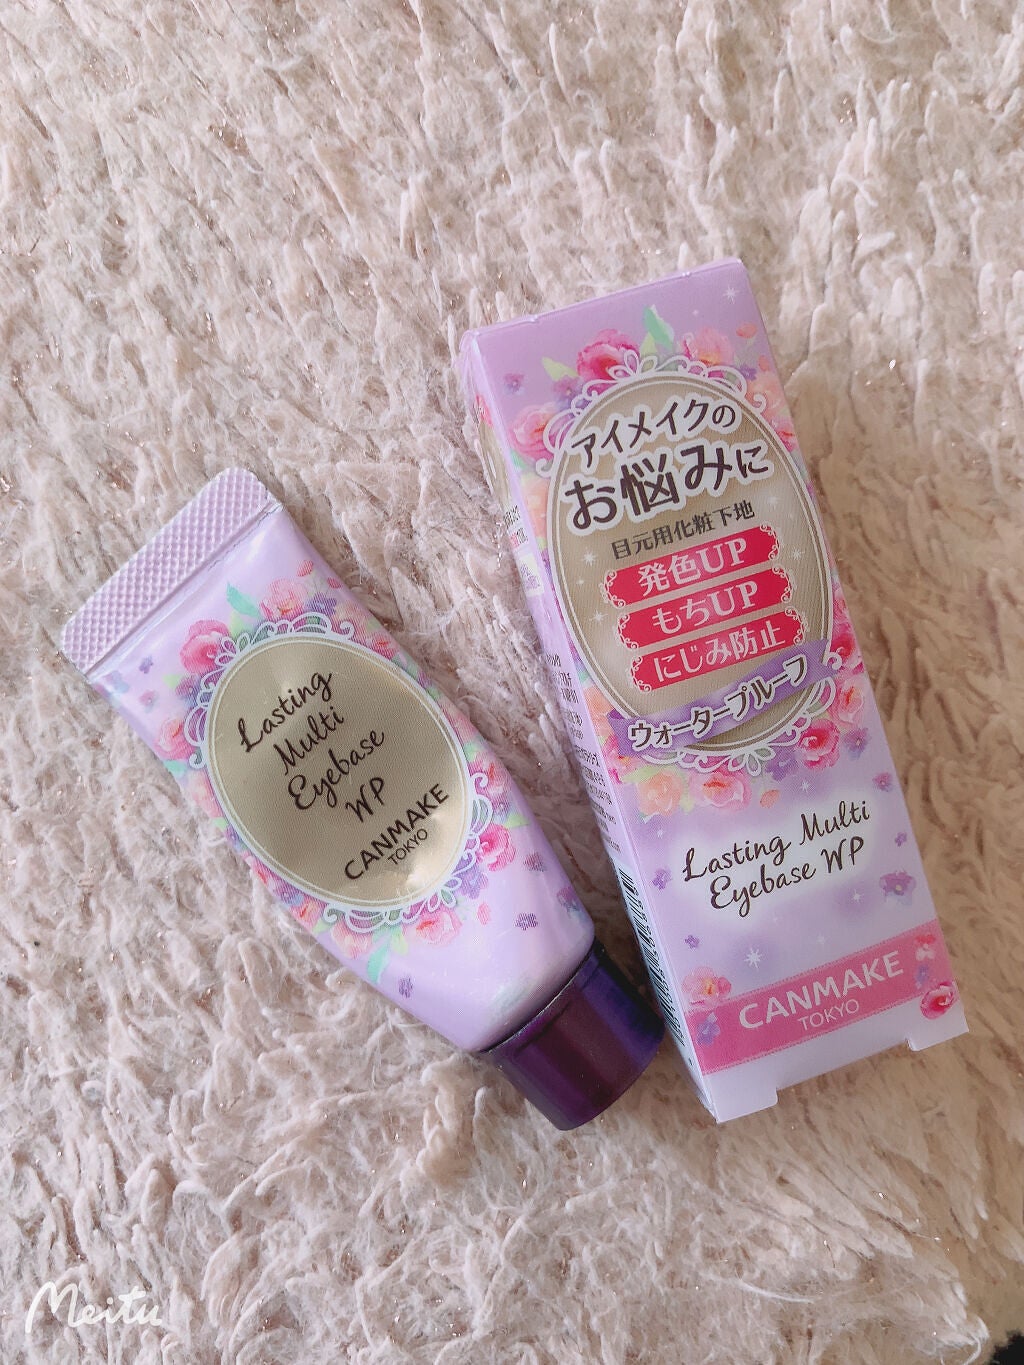 Lasting
Multi
Eyebase
WP
CANMAKE
TOKYO
アイメイクの
お悩みに
目元用化粧下地
発色UP
もちUP
にじみ防止
ウォータープルーフ
Lasting Multi
Eyebase WP
CANMAKE
TOKYO
Meitu